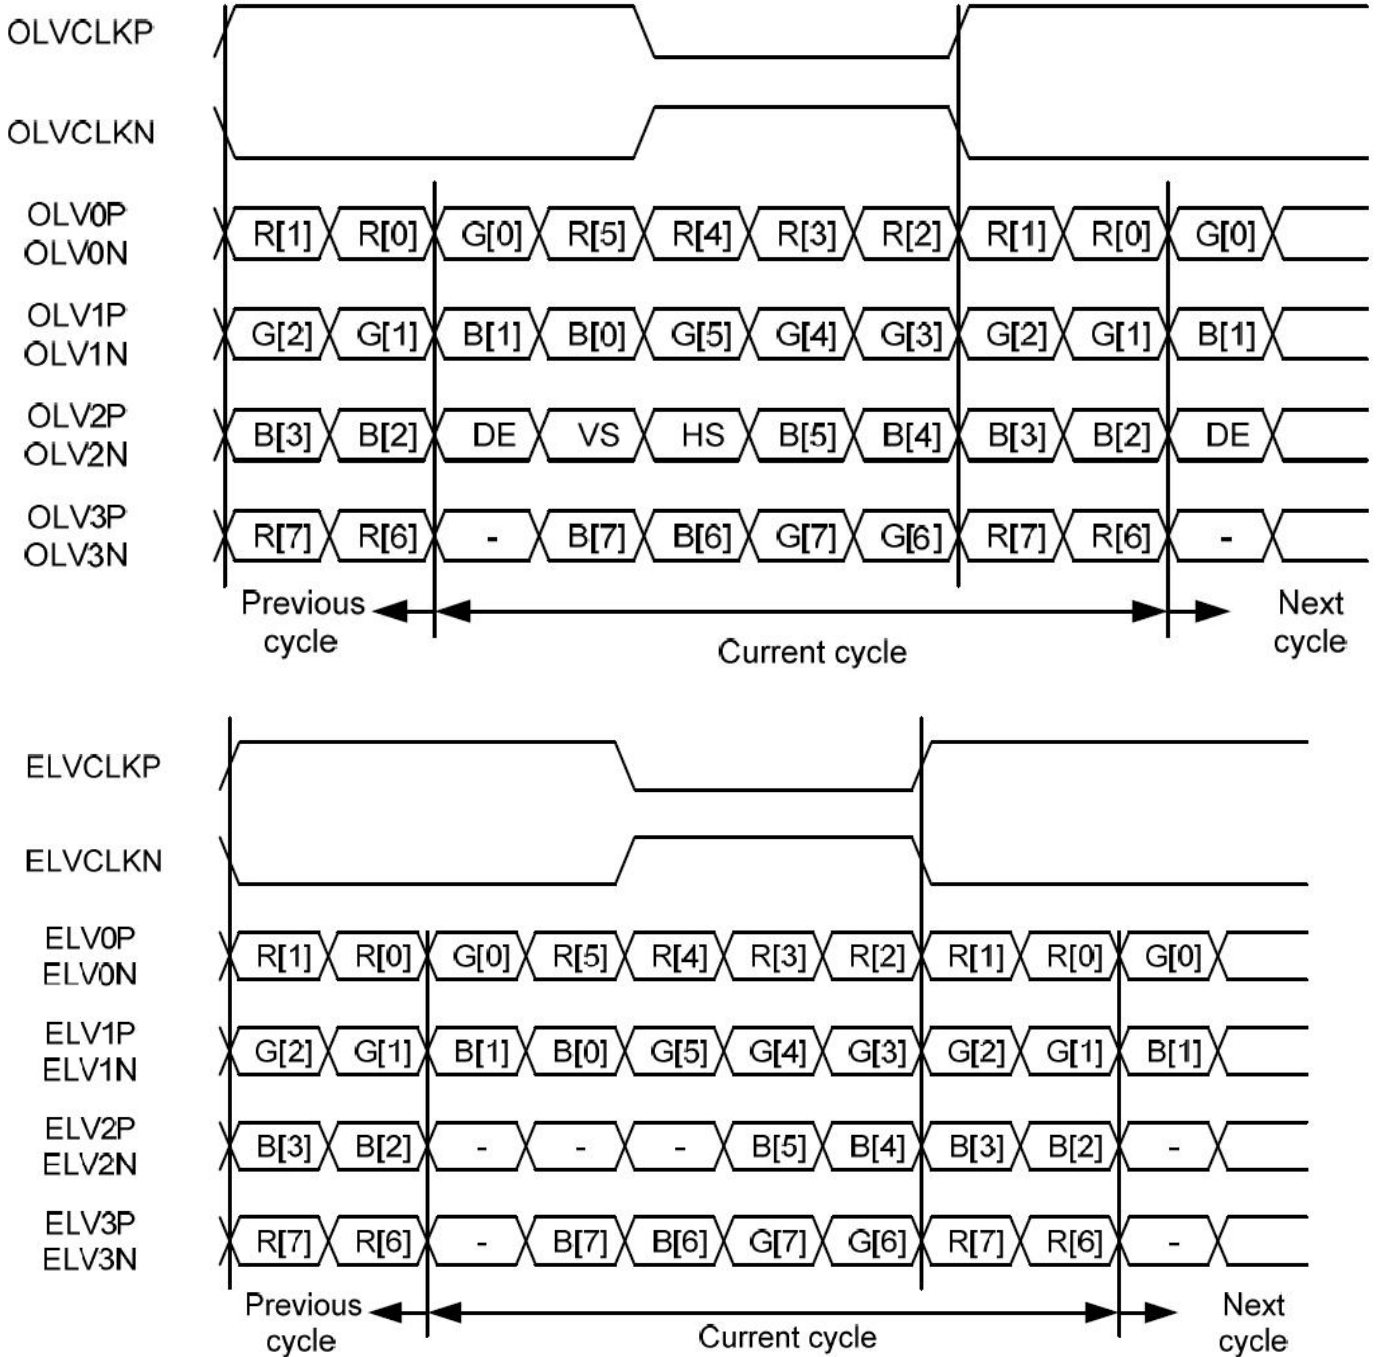 OLVCLKP
OLVCLKN
OLV0P
OLV0N
R[1] R[0] G[0] R[5] R[4] R[3] R[2] R[1] R[0] G[0]
OLV1P
OLV1N
G[2] G[1] B[1] B[0] G[5] G[4] G[3] G[2] G[1] B[1]
OLV2P
OLV2N
B[3] B[2] DE VS HS B[5] B[4] B[3] B[2] DE
OLV3P
OLV3N
R[7] R[6] - B[7] B[6] G[7] G[6] R[7] R[6] -
Previous
cycle
Current cycle
Next
cycle
ELVCLKP
ELVCLKN
ELV0P
ELV0N
R[1] R[0] G[0] R[5] R[4] R[3] R[2] R[1] R[0] G[0]
ELV1P
ELV1N
G[2] G[1] B[1] B[0] G[5] G[4] G[3] G[2] G[1] B[1]
ELV2P
ELV2N
B[3] B[2] - - - B[5] B[4] B[3] B[2] -
ELV3P
ELV3N
R[7] R[6] - B[7] B[6] G[7] G[6] R[7] R[6] -
Previous
cycle
Current cycle
Next
cycle